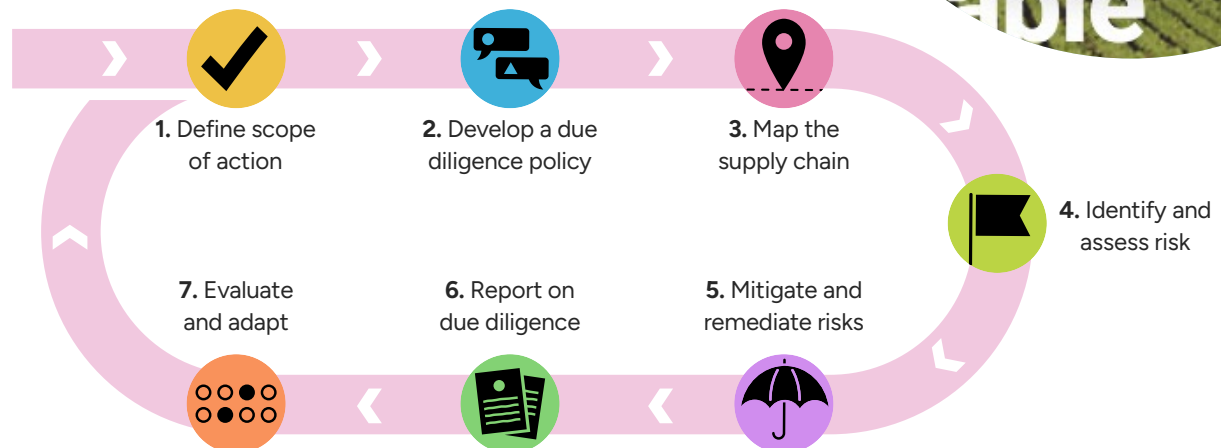 1. Define scope
of action
2. Develop a due
diligence policy
3. Map the
supply chain
4. Identify and
assess risk
5. Mitigate and
remediate risks
6. Report on
due diligence
7. Evaluate
and adapt